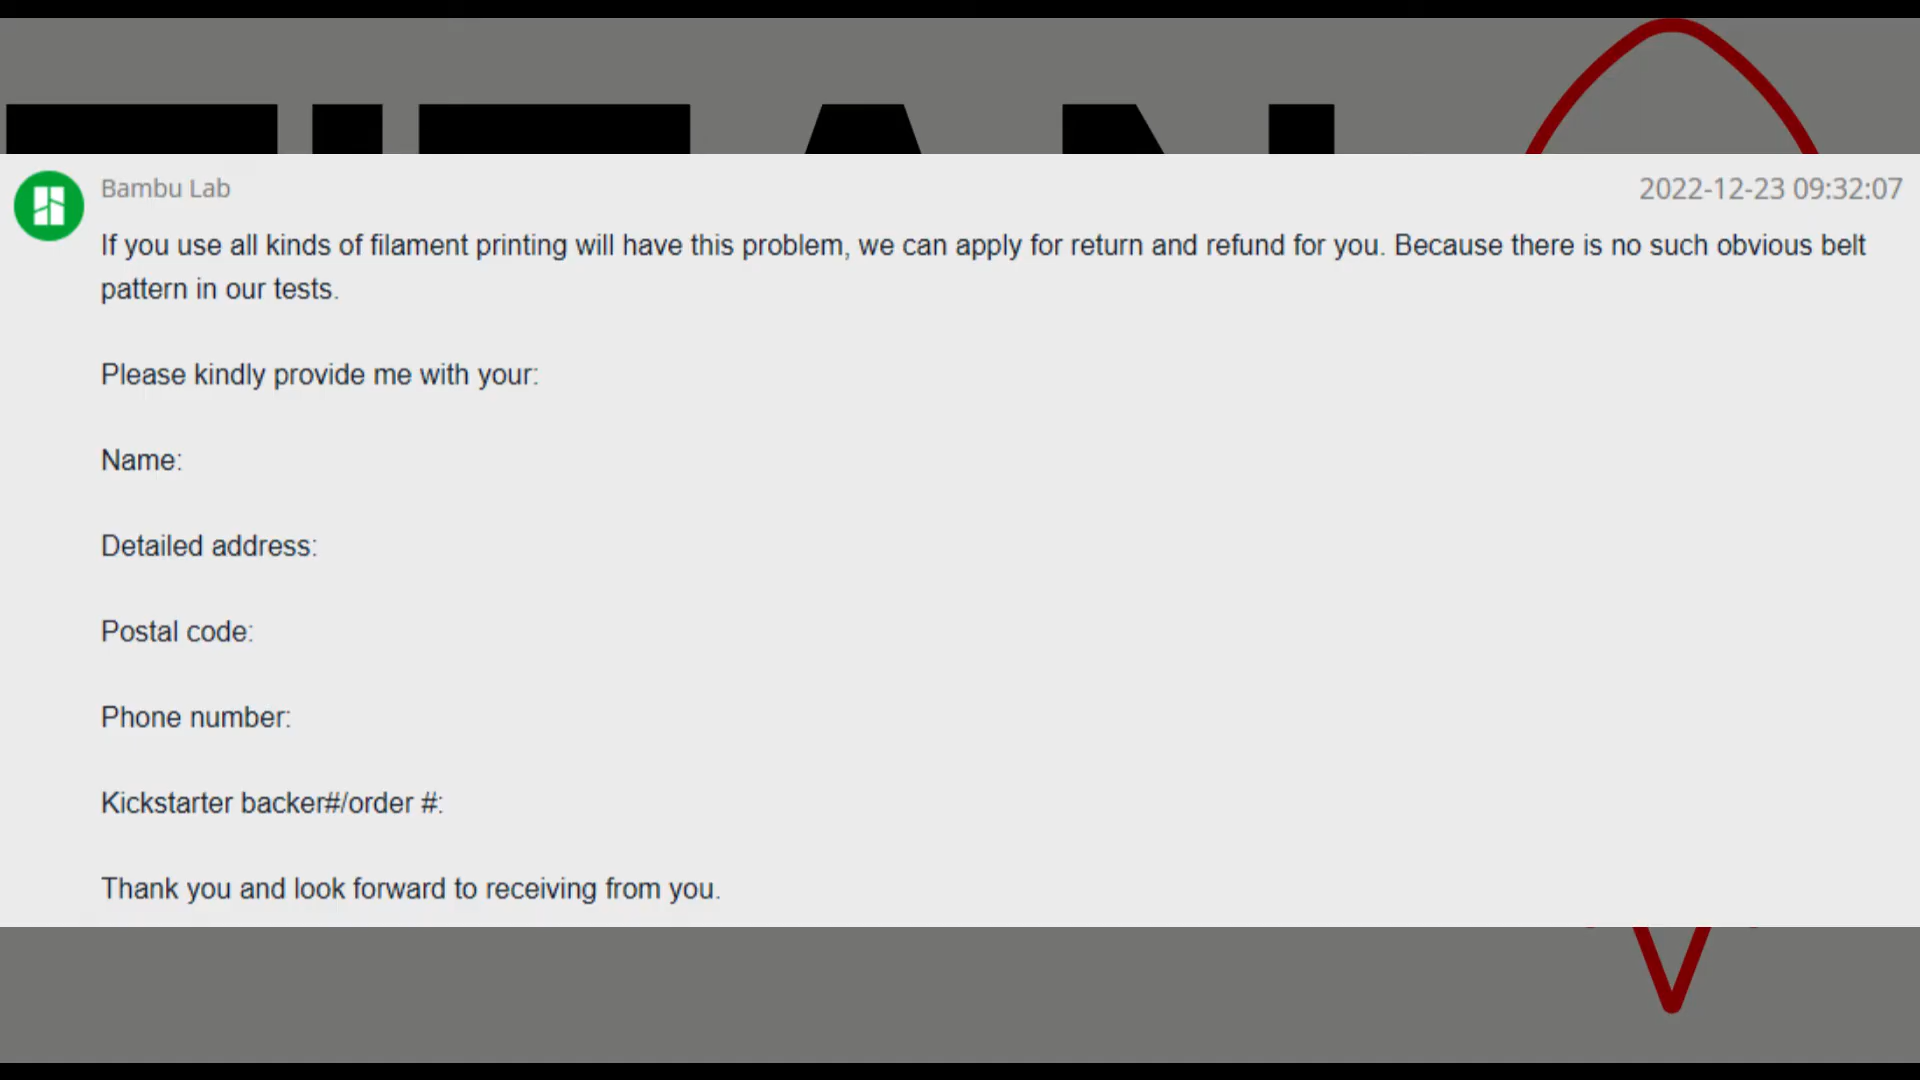 Bambu Lab
2022-12-23 09:32:07
If you use all kinds of filament printing will have this problem, we can apply for return and refund for you. Because there is no such obvious belt
pattern in our tests.
Please kindly provide me with your:
Name:
Detailed address:
Postal code:
Phone number:
Kickstarter backer#/order #:
Thank you and look forward to receiving from you.